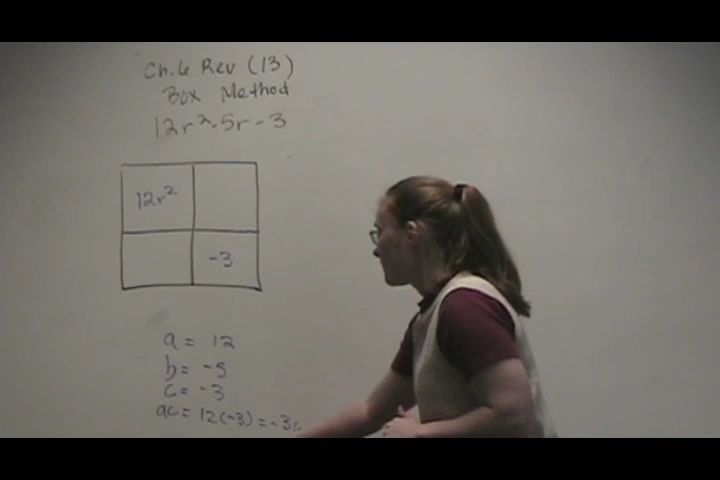 Ch.6 Rev (13)
Box Method
12r²-5r-3
12r²
-3
a = 12
b = -5
c = -3
ac = 12(-3) = -36